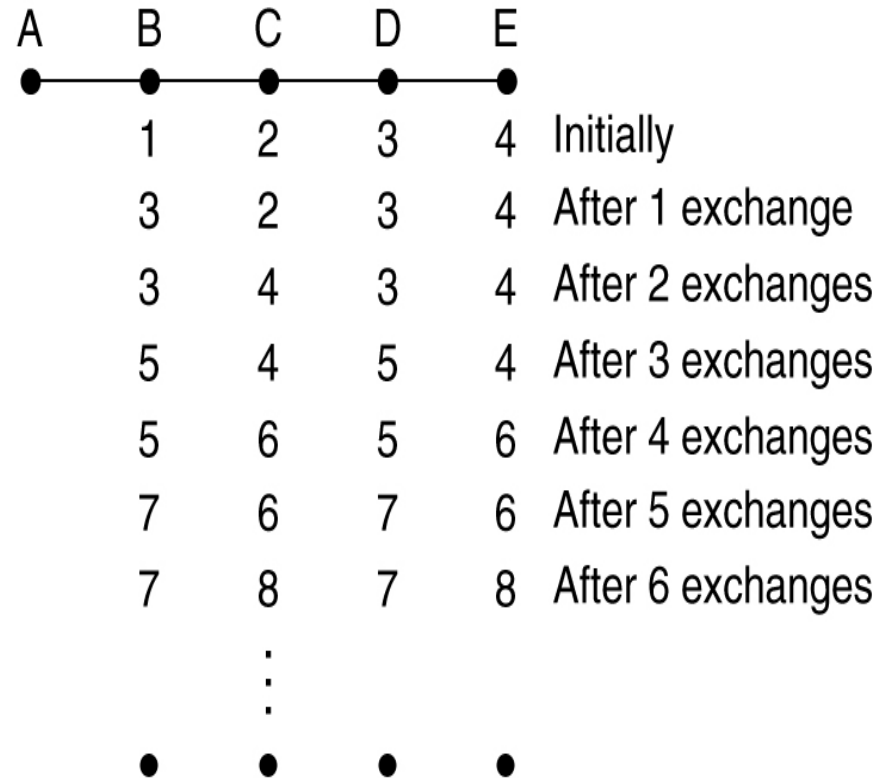 A B C D E
1 2 3 4 Initially
3 2 3 4 After 1 exchange
3 4 3 4 After 2 exchanges
5 4 5 4 After 3 exchanges
5 6 5 6 After 4 exchanges
7 6 7 6 After 5 exchanges
7 8 7 8 After 6 exchanges